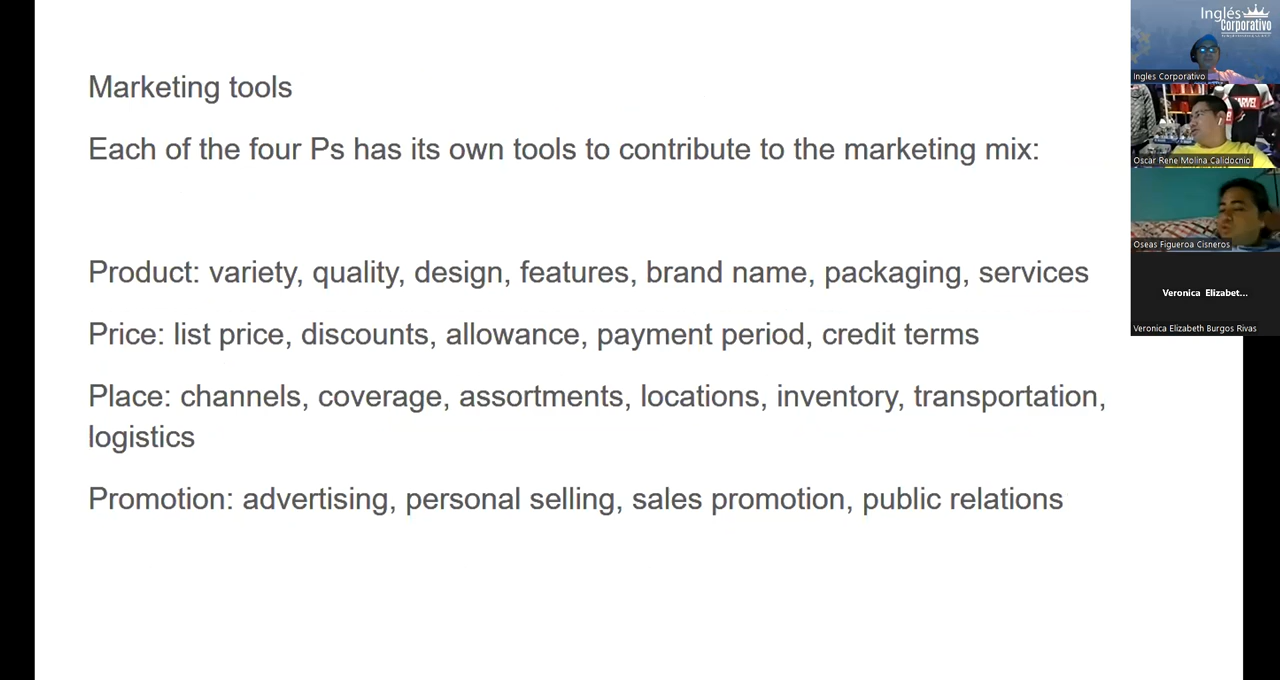 Marketing tools
Each of the four Ps has its own tools to contribute to the marketing mix:
Product: variety, quality, design, features, brand name, packaging, services
Price: list price, discounts, allowance, payment period, credit terms
Place: channels, coverage, assortments, locations, inventory, transportation,
logistics
Promotion: advertising, personal selling, sales promotion, public relations
Inglés
Corporativo
Ingles Corporativo
MARVEL
Oscar Rene Molina Calidocnio
Oseas Figueroa Cisneros
Veronica Elizabet...
Veronica Elizabeth Burgos Rivas